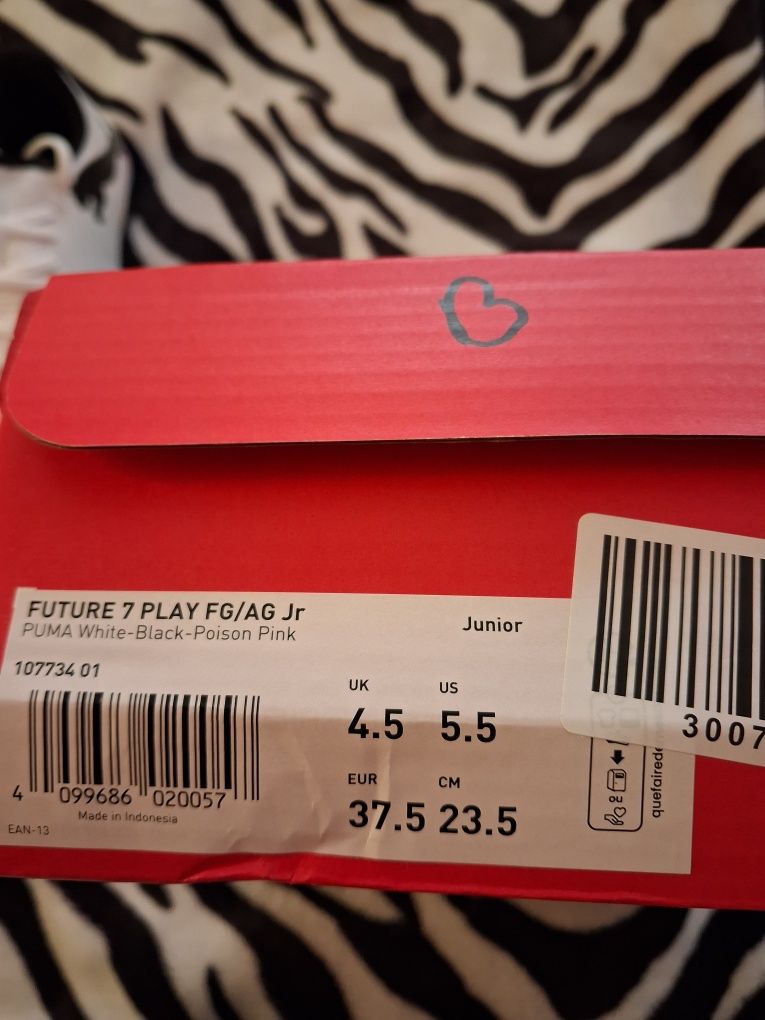 FUTURE 7 PLAY FG/AG Jr
PUMA White-Black-Poison Pink
Junior
107734 01
UK US
4.5 5.5
EUR CM
37.5 23.5
4 099686 020057
Made in Indonesia
EAN-13
3007
ou
quefairede